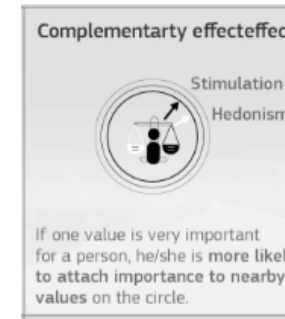 Complementarty effecteffec
Stimulation
Hedonism
If one value is very important
for a person, he/she is more likel
to attach importance to nearby
values on the circle.